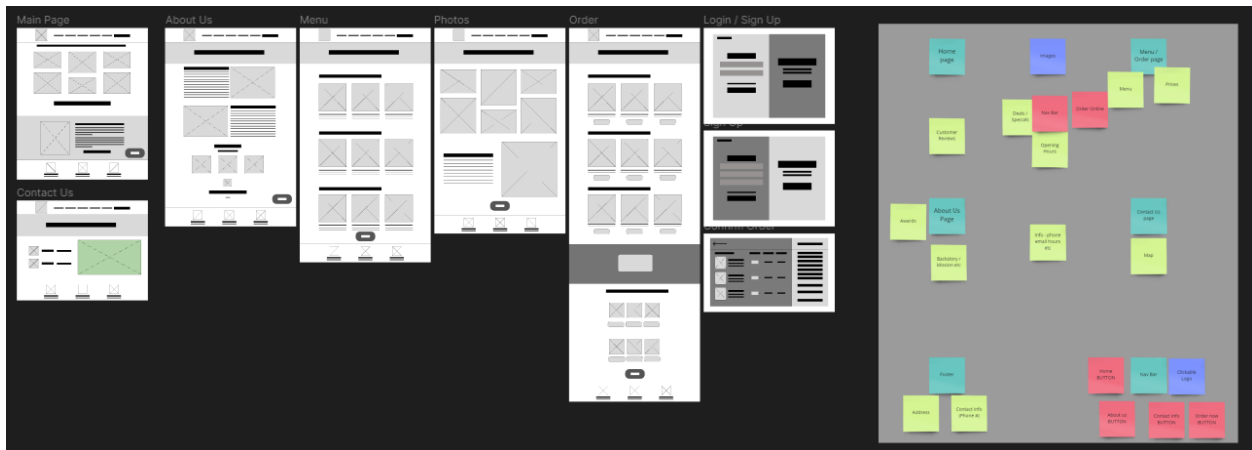 Main Page
About Us
Menu
Photos
Order
Login / Sign Up
Sign Up
Contact Us
Confirm Order
Home
page
Images
Menu /
Order page
Menu
Prices
Deals /
Specials
Nav Bar
Order Online
Customer
Reviews
Opening
Hours
Awards
About Us
Page
Backstory /
Mission etc
Info - phone
email hours
etc
Contact Us
page
Map
Footer
Address
Contact Info
(Phone #)
Home
BUTTON
Nav Bar
Clickable
Logo
About us
BUTTON
Contact info
BUTTON
Order now
BUTTON